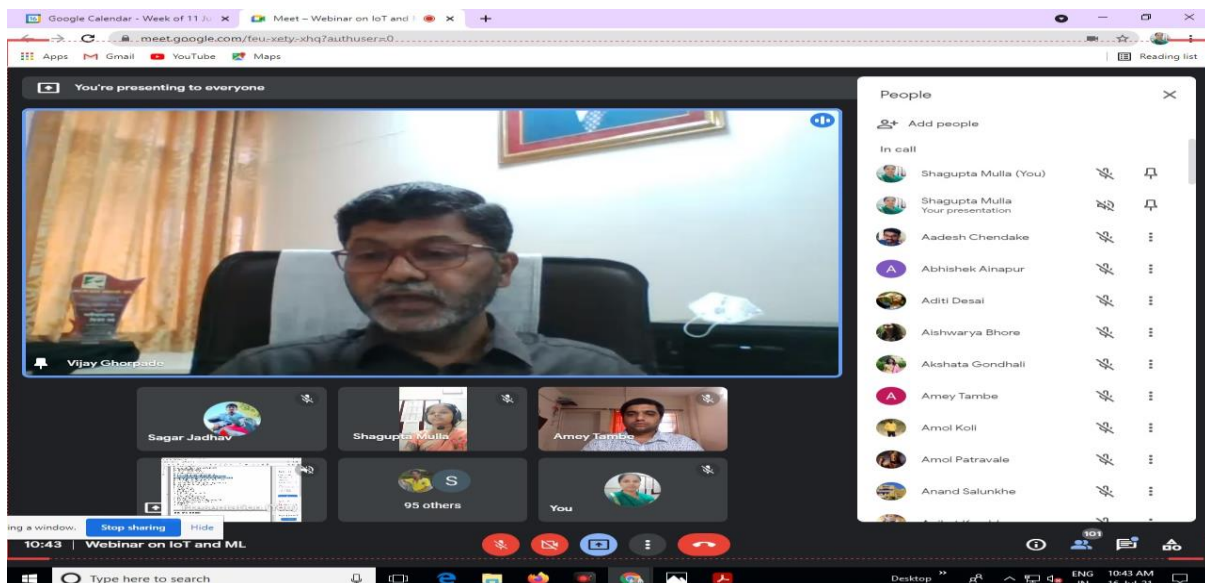 Google Calendar - Week of 11 Ju
Meet – Webinar on IoT and
meet.google.com/feu-xety-xhq?authuser=0
Apps
Gmail
YouTube
Maps
Reading list
You're presenting to everyone
Vijay Ghorpade
Sagar Jadhav
Shagupta Mulla
Amey Tambe
S
95 others
You
ing a window.
Stop sharing
Hide
10:43 | Webinar on IoT and ML
People
Add people
In call
Shagupta Mulla (You)
Shagupta Mulla
Your presentation
Aadesh Chendake
A
Abhishek Ainapur
Aditi Desai
Aishwarya Bhore
Akshata Gondhali
A
Amey Tambe
Amol Koli
Amol Patravale
Anand Salunkhe
101
Type here to search
Desktop
ENG
10:43 AM